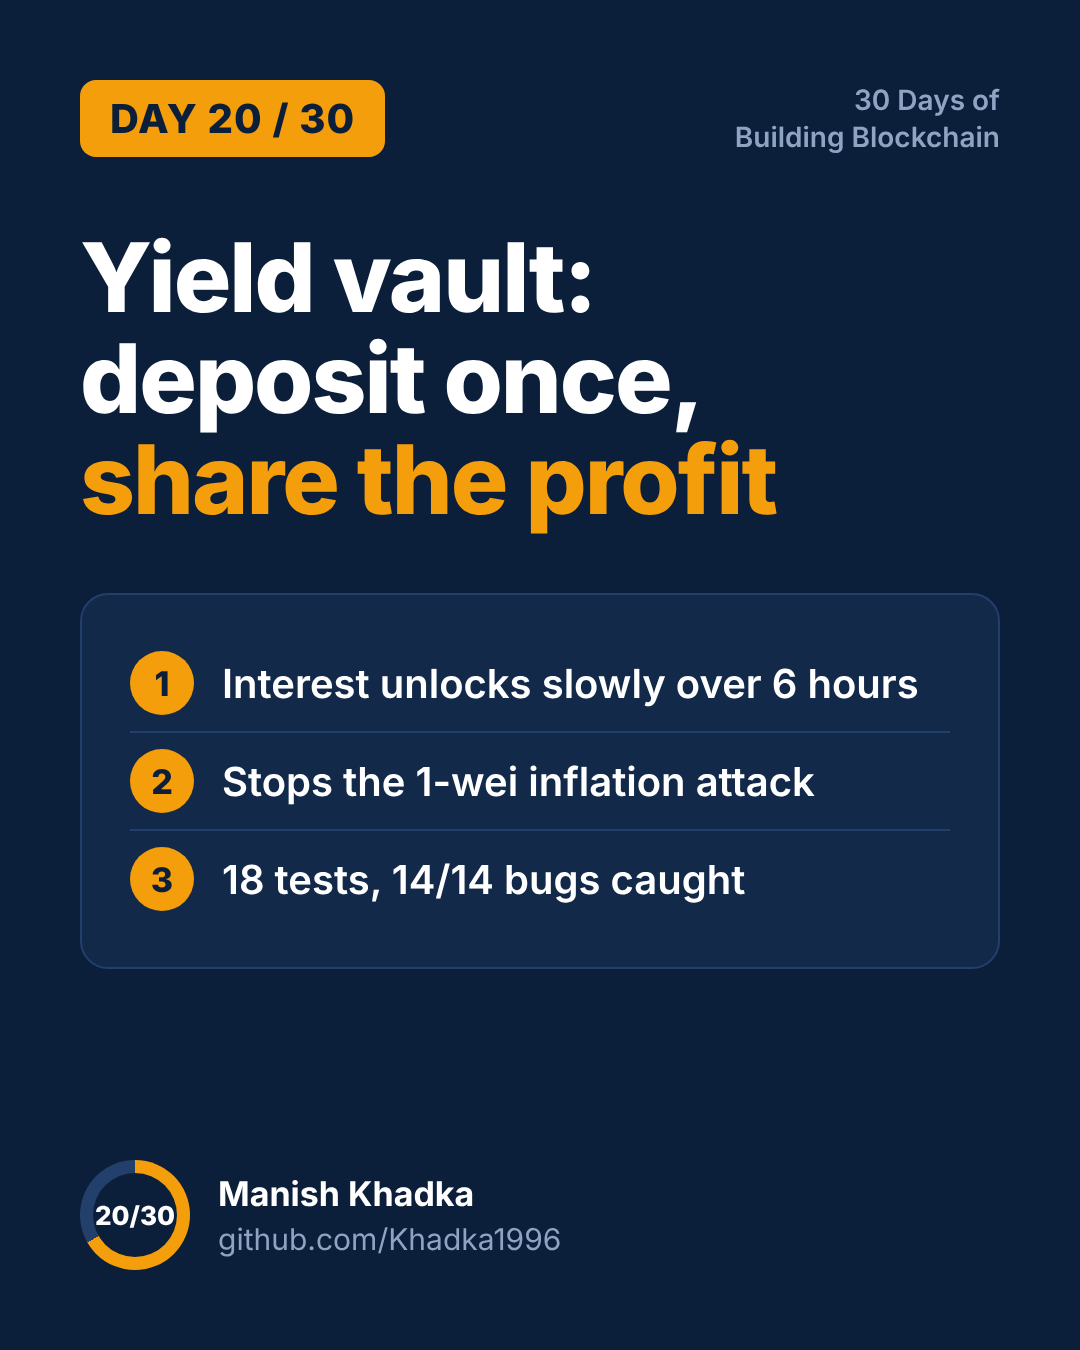 DAY 20 / 30
30 Days of
Building Blockchain
Yield vault:
deposit once,
share the profit
1 Interest unlocks slowly over 6 hours
2 Stops the 1-wei inflation attack
3 18 tests, 14/14 bugs caught
20/30
Manish Khadka
github.com/Khadka1996